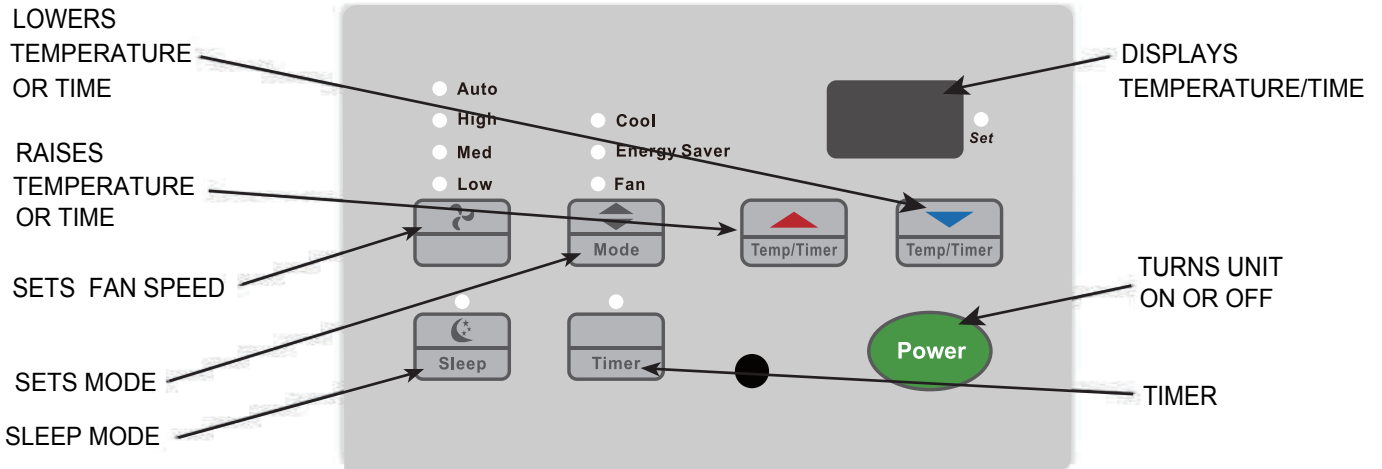 LOWERS
TEMPERATURE
OR TIME
RAISES
TEMPERATURE
OR TIME
SETS FAN SPEED
SETS MODE
SLEEP MODE
Auto
High
Med
Low
Cool
Energy Saver
Fan
Set
Mode
Temp/Timer
Temp/Timer
Sleep
Timer
Power
DISPLAYS
TEMPERATURE/TIME
TURNS UNIT
ON OR OFF
TIMER